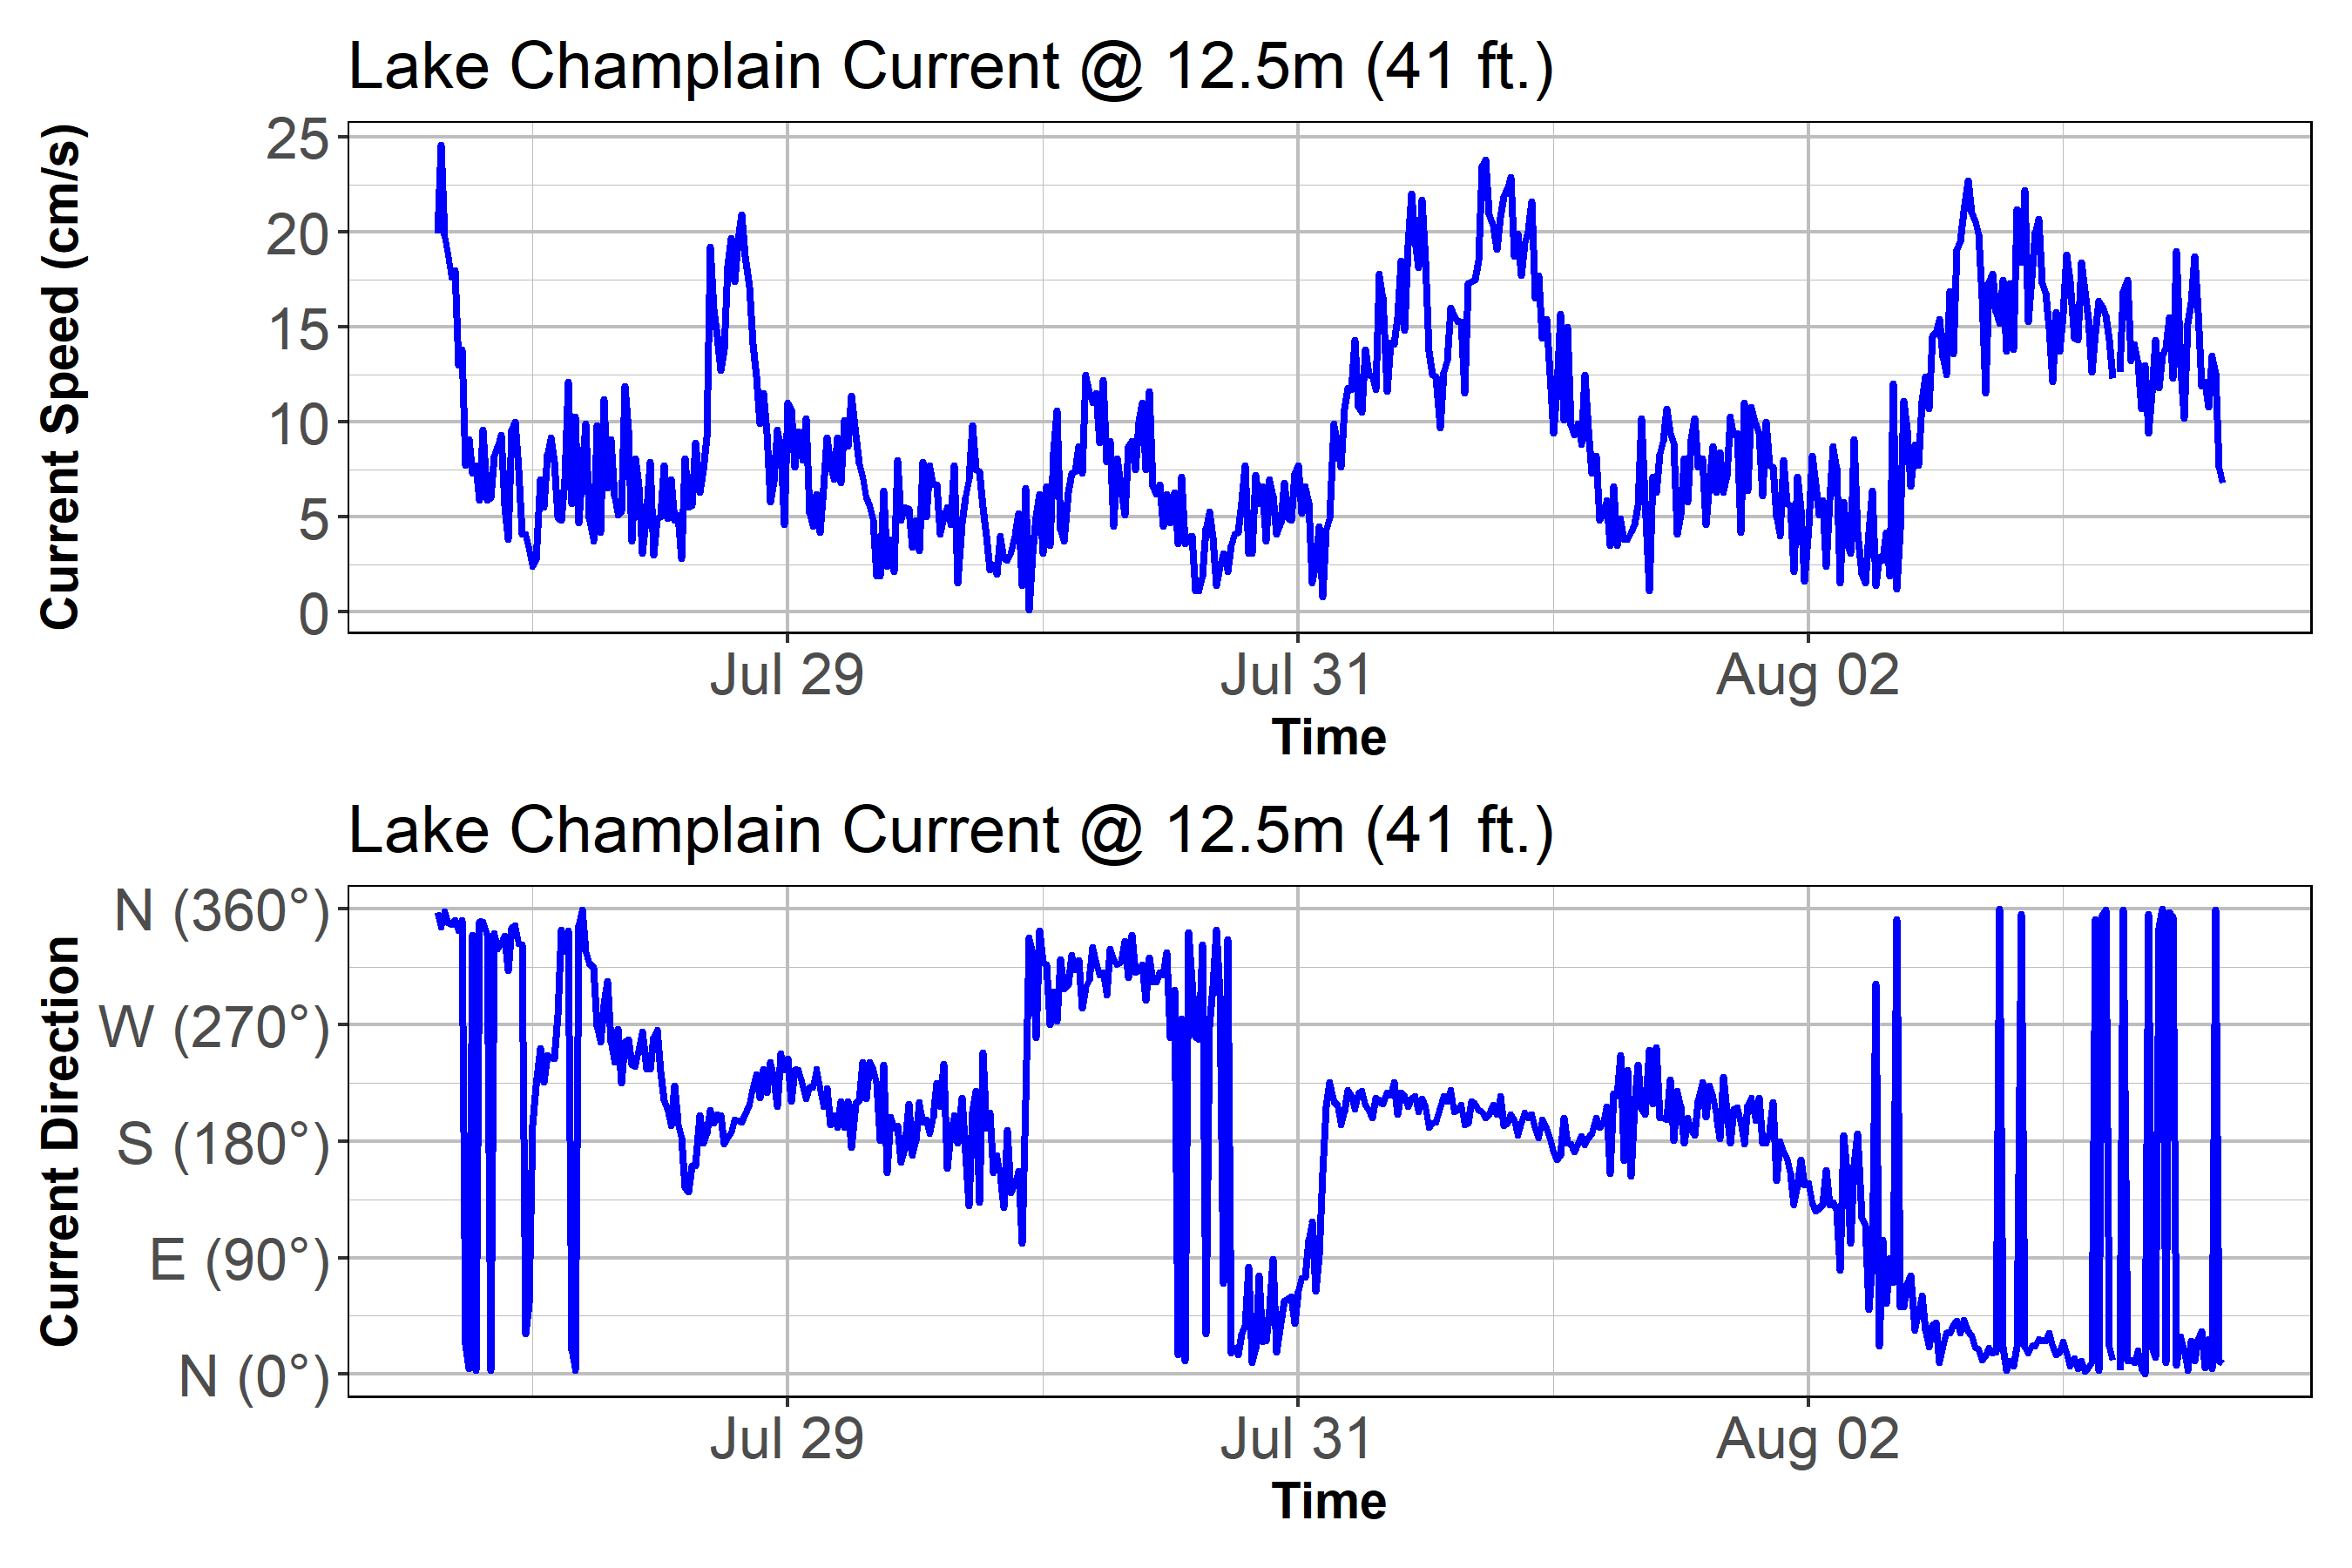 Lake Champlain Current @ 12.5m (41 ft.)
Current Speed (cm/s)
25
20
15
10
5
0
Jul 29 Jul 31 Aug 02
Time
Lake Champlain Current @ 12.5m (41 ft.)
Current Direction
N (360°)
W (270°)
S (180°)
E (90°)
N (0°)
Jul 29 Jul 31 Aug 02
Time